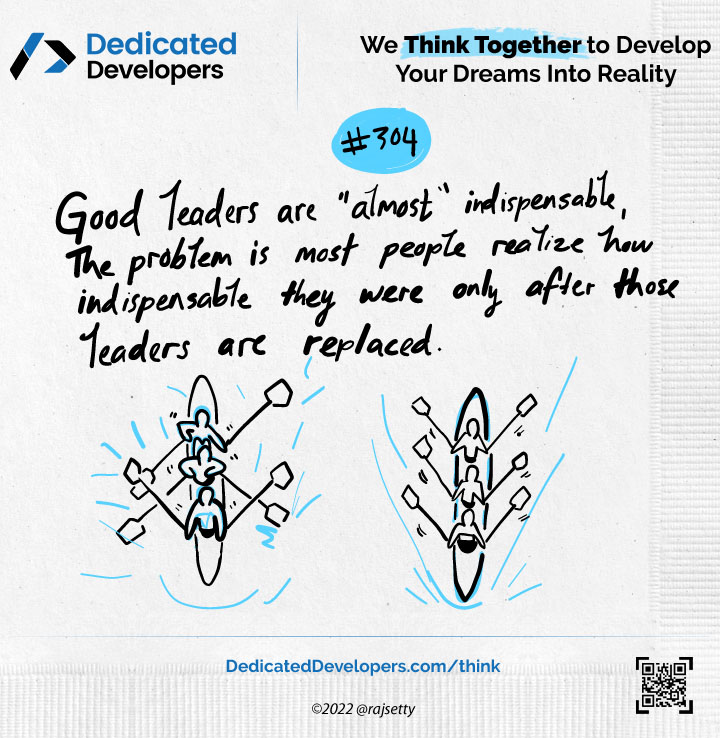 Dedicated
Developers
We Think Together to Develop
Your Dreams Into Reality
#304
Good leaders are "almost" indispensable,
The problem is most people realize how
indispensable they were only after those
leaders are replaced.
DedicatedDevelopers.com/think
©2022 @rajsetty